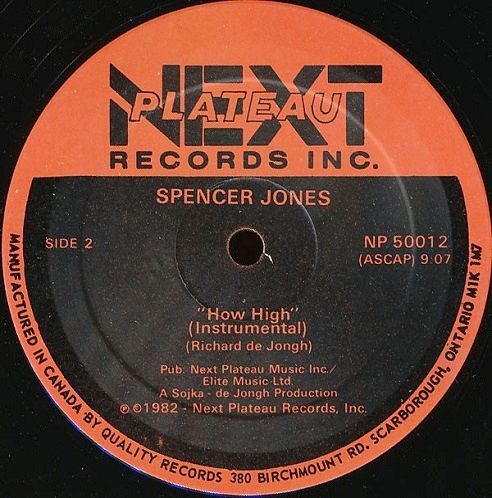 NEXT
PLATEAU
RECORDS INC.
SPENCER JONES
SIDE 2
NP 50012
(ASCAP) 9:07
"How High"
(Instrumental)
(Richard de Jongh)
Pub: Next Plateau Music Inc./
Elite Music Ltd.
A Sojka - de Jongh Production
℗ ©1982 - Next Plateau Records, Inc.
MANUFACTURED IN CANADA BY QUALITY RECORDS 380 BIRCHMOUNT RD. SCARBOROUGH, ONTARIO M1K 1M7